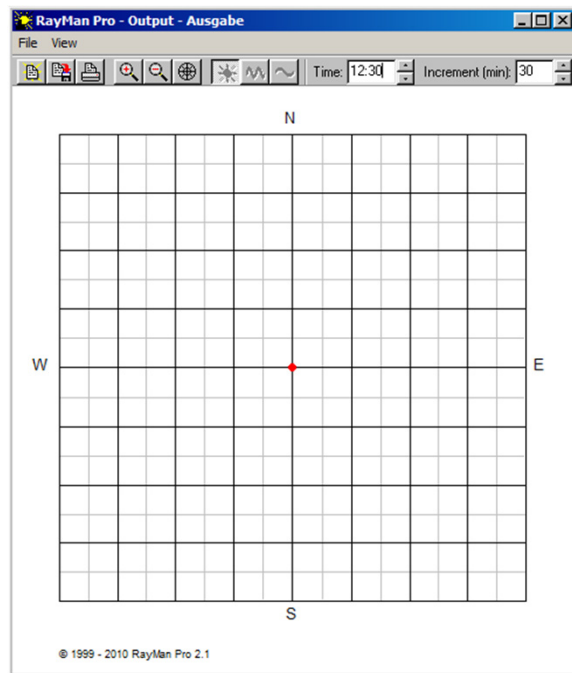 RayMan Pro - Output - Ausgabe
File View
Time: 12:30 Increment (min): 30
N
W E
S
© 1999 - 2010 RayMan Pro 2.1